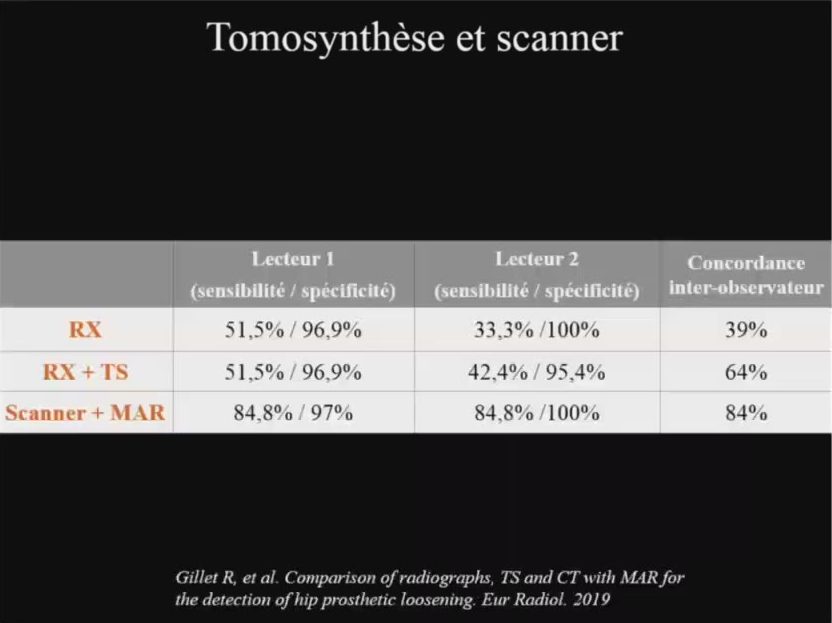 Tomosynthèse et scanner
Lecteur 1 Lecteur 2 Concordance
(sensibilité / spécificité) (sensibilité / spécificité) inter-observateur
RX 51,5% / 96,9% 33,3% /100% 39%
RX + TS 51,5% / 96,9% 42,4% / 95,4% 64%
Scanner + MAR 84,8% / 97% 84,8% /100% 84%
Gillet R, et al. Comparison of radiographs, TS and CT with MAR for
the detection of hip prosthetic loosening. Eur Radiol. 2019